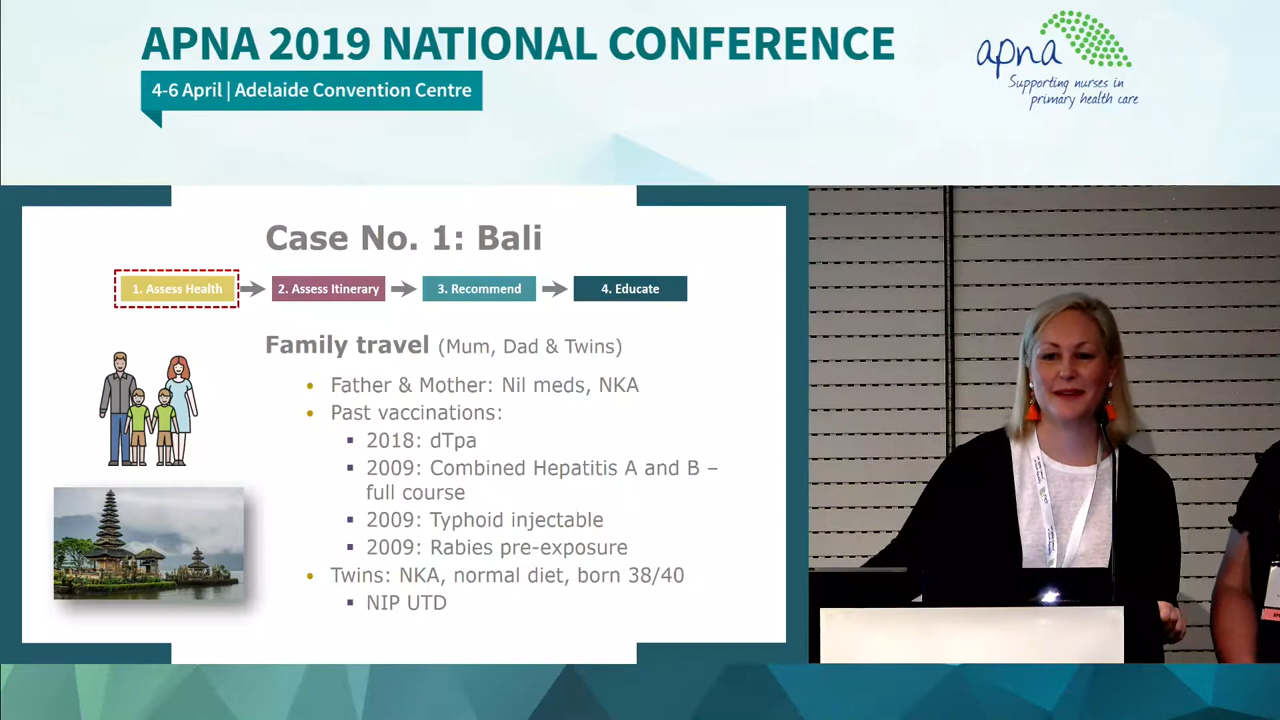 APNA 2019 NATIONAL CONFERENCE
4-6 April | Adelaide Convention Centre
apna
Supporting nurses in
primary health care
Case No. 1: Bali
1. Assess Health
2. Assess Itinerary
3. Recommend
4. Educate
Family travel (Mum, Dad & Twins)
• Father & Mother: Nil meds, NKA
• Past vaccinations:
▪ 2018: dTpa
▪ 2009: Combined Hepatitis A and B –
full course
▪ 2009: Typhoid injectable
▪ 2009: Rabies pre-exposure
• Twins: NKA, normal diet, born 38/40
▪ NIP UTD